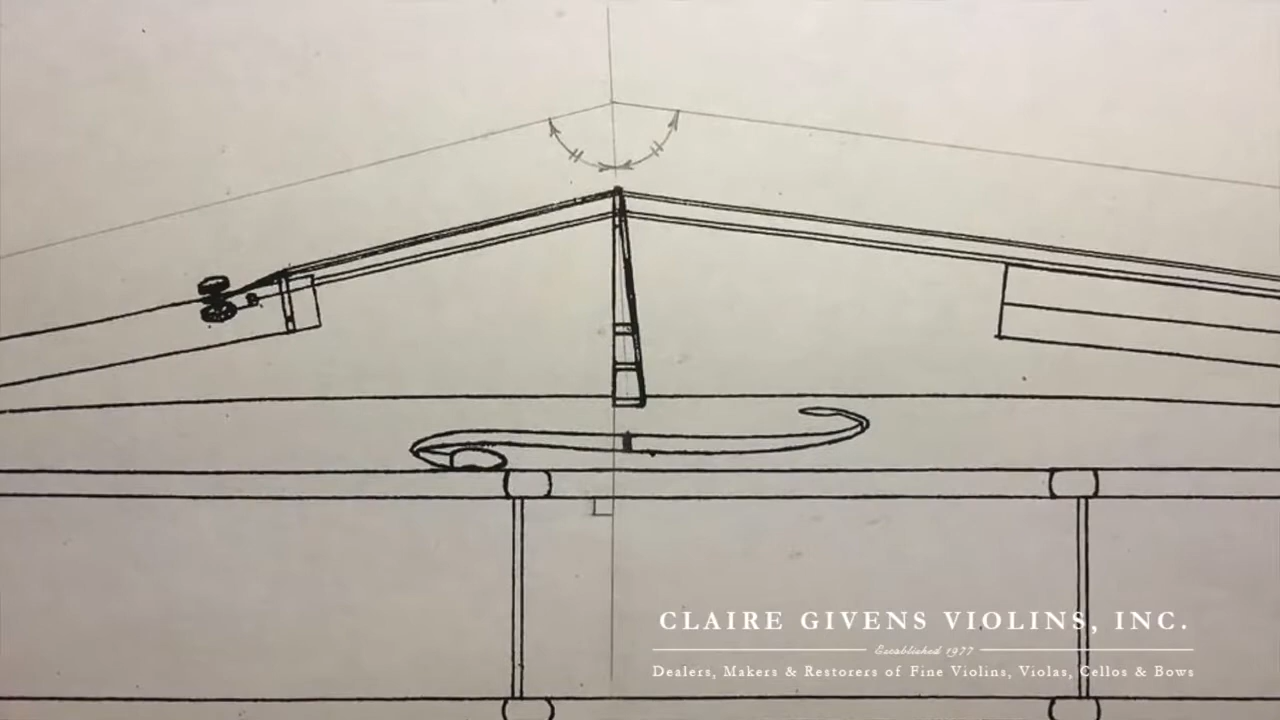 CLAIRE GIVENS VIOLINS, INC.
Established 1977
Dealers, Makers & Restorers of Fine Violins, Violas, Cellos & Bows